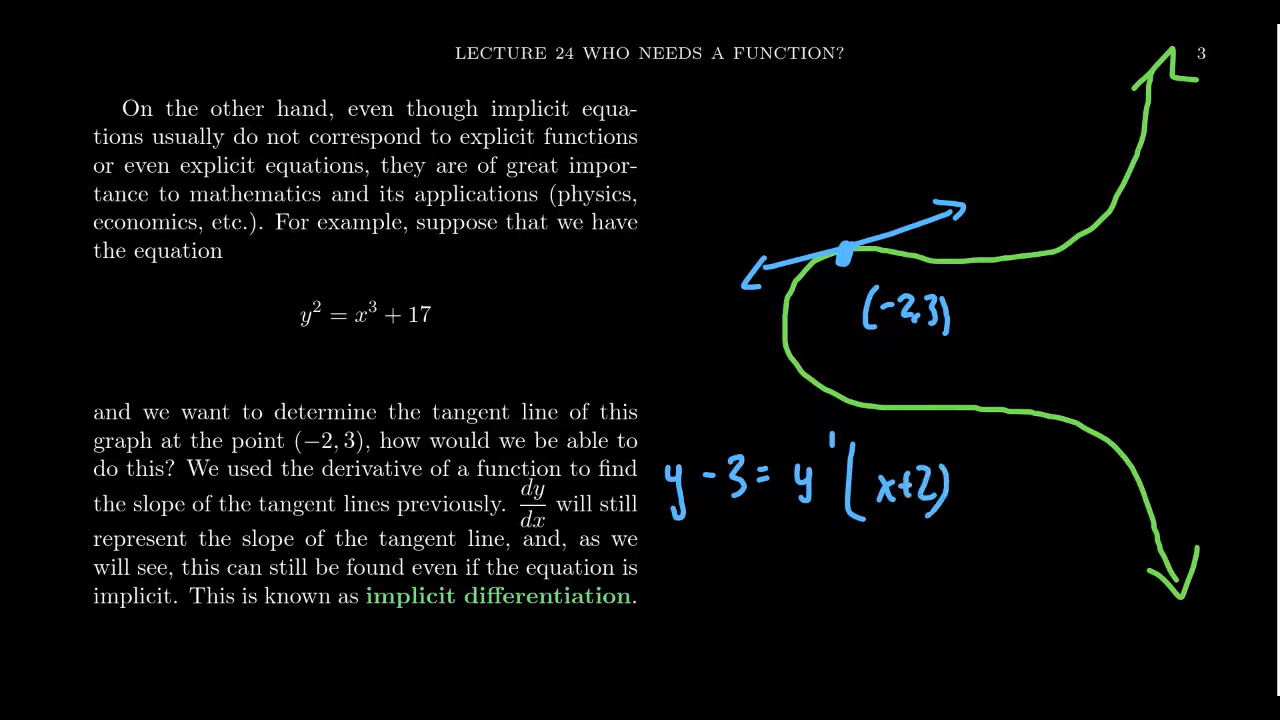 LECTURE 24 WHO NEEDS A FUNCTION?
3
On the other hand, even though implicit equa-
tions usually do not correspond to explicit functions
or even explicit equations, they are of great impor-
tance to mathematics and its applications (physics,
economics, etc.). For example, suppose that we have
the equation
y² = x³ + 17
and we want to determine the tangent line of this
graph at the point (−2, 3), how would we be able to
do this? We used the derivative of a function to find
the slope of the tangent lines previously. dy/dx will still
represent the slope of the tangent line, and, as we
will see, this can still be found even if the equation is
implicit. This is known as implicit differentiation.
(-2,3)
y - 3 = y' (x+2)